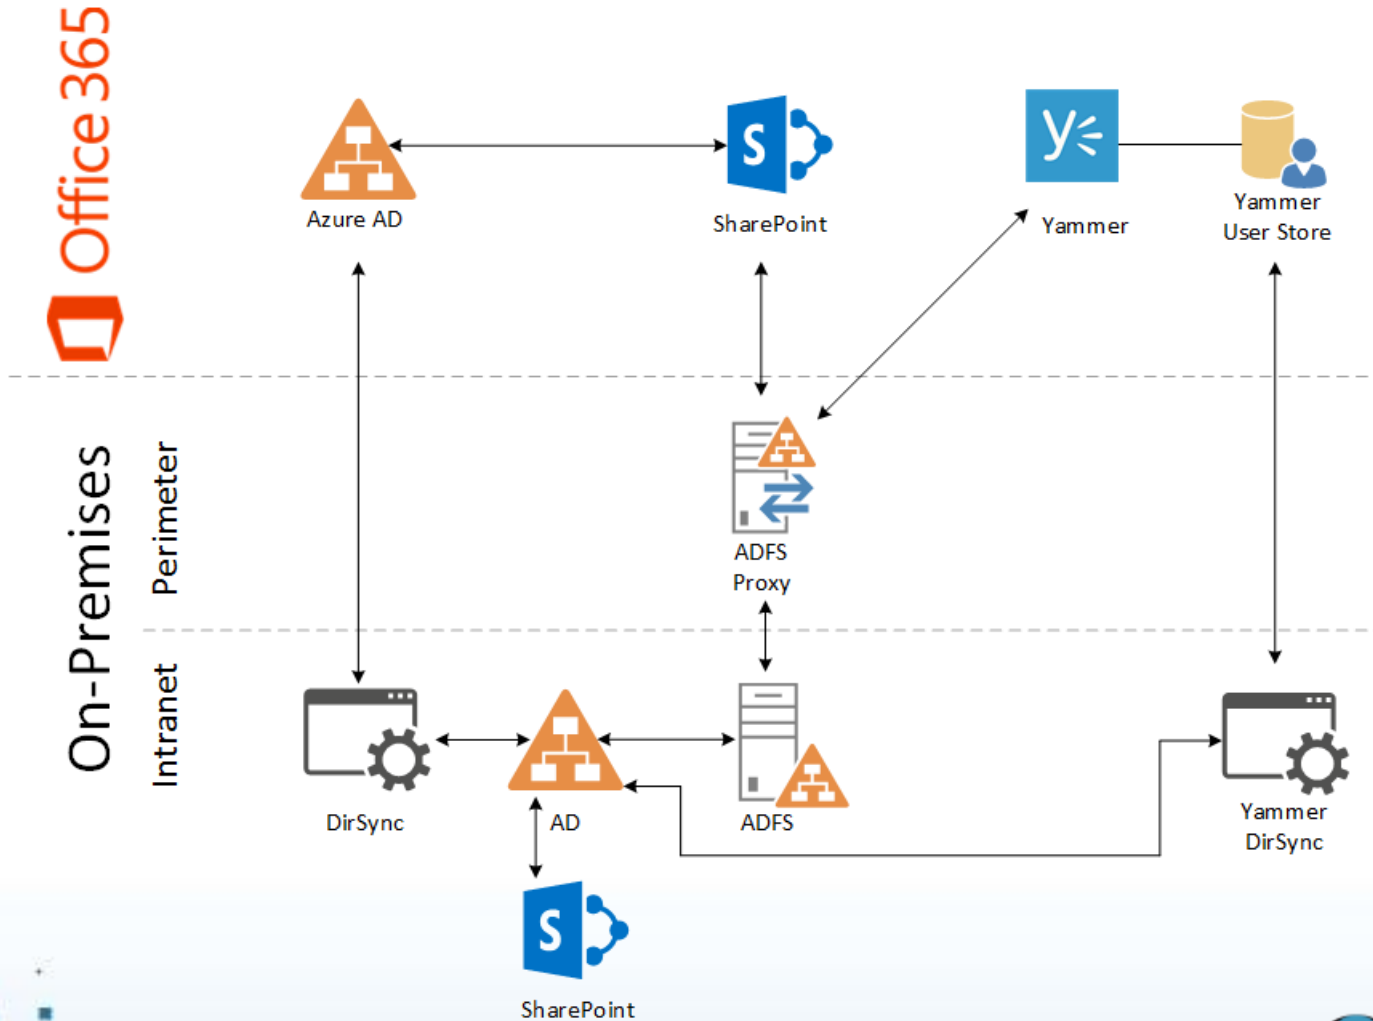 Office 365
Azure AD
SharePoint
Yammer
Yammer
User Store
On-Premises
Perimeter
ADFS
Proxy
Intranet
DirSync
AD
ADFS
Yammer
DirSync
SharePoint